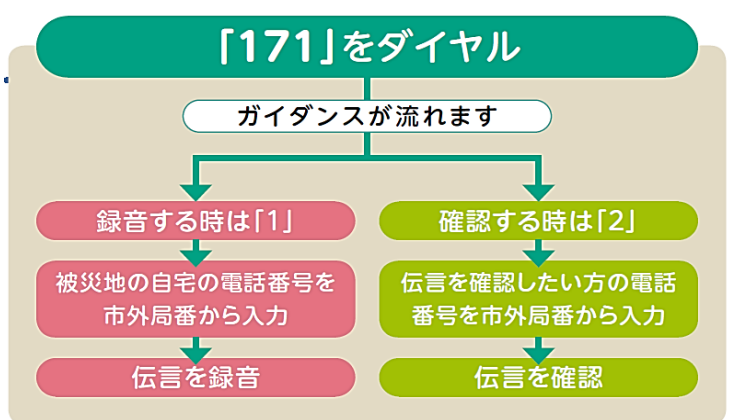 「171」をダイヤル
ガイダンスが流れます
録音する時は「1」
被災地の自宅の電話番号を
市外局番から入力
伝言を録音
確認する時は「2」
伝言を確認したい方の電話
番号を市外局番から入力
伝言を確認